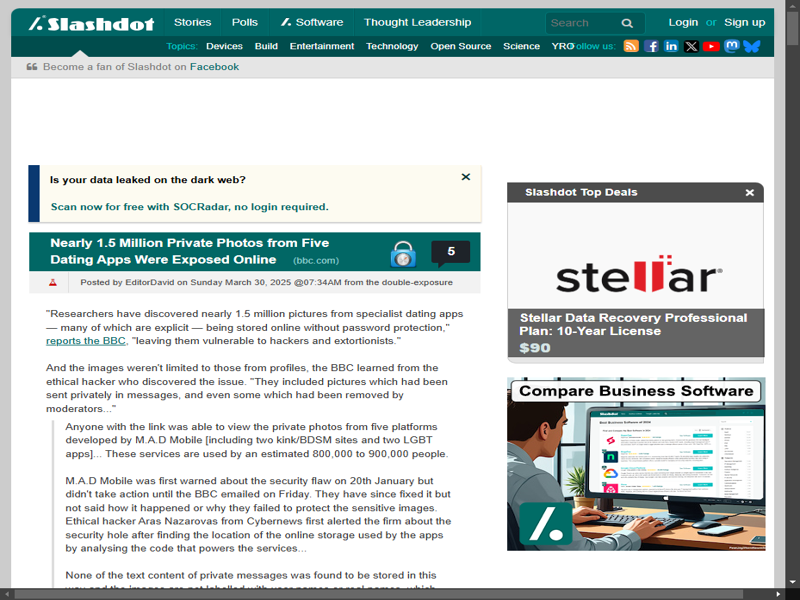 Slashdot
Stories Polls Software Thought Leadership
Search
Login or Sign up
Topics: Devices Build Entertainment Technology Open Source Science YRO
Follow us:
Become a fan of Slashdot on Facebook
Is your data leaked on the dark web?
Scan now for free with SOCRadar, no login required.
Nearly 1.5 Million Private Photos from Five
Dating Apps Were Exposed Online (bbc.com)
5
Posted by EditorDavid on Sunday March 30, 2025 @07:34AM from the double-exposure
"Researchers have discovered nearly 1.5 million pictures from specialist dating apps
— many of which are explicit — being stored online without password protection,"
reports the BBC, "leaving them vulnerable to hackers and extortionists."
And the images weren't limited to those from profiles, the BBC learned from the
ethical hacker who discovered the issue. "They included pictures which had been
sent privately in messages, and even some which had been removed by
moderators..."
Anyone with the link was able to view the private photos from five platforms
developed by M.A.D Mobile [including two kink/BDSM sites and two LGBT
apps]... These services are used by an estimated 800,000 to 900,000 people.
M.A.D Mobile was first warned about the security flaw on 20th January but
didn't take action until the BBC emailed on Friday. They have since fixed it but
not said how it happened or why they failed to protect the sensitive images.
Ethical hacker Aras Nazarovas from Cybernews first alerted the firm about the
security hole after finding the location of the online storage used by the apps
by analysing the code that powers the services...
None of the text content of private messages was found to be stored in this
way and the images are not labelled with user names or real names, which
Slashdot Top Deals
stellar
Stellar Data Recovery Professional
Plan: 10-Year License
$90
Compare Business Software